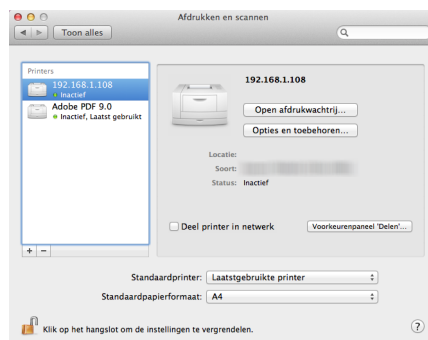 Afdrukken en scannen
Toon alles
Printers
192.168.1.108
Inactief
Adobe PDF 9.0
Inactief, Laatst gebruikt
+ −
192.168.1.108
Open afdrukwachtrij...
Opties en toebehoren...
Locatie:
Soort:
Status: Inactief
Deel printer in netwerk
Voorkeurenpaneel 'Delen'...
Standaardprinter: Laatstgebruikte printer
Standaardpapierformaat: A4
Klik op het hangslot om de instellingen te vergrendelen.
?